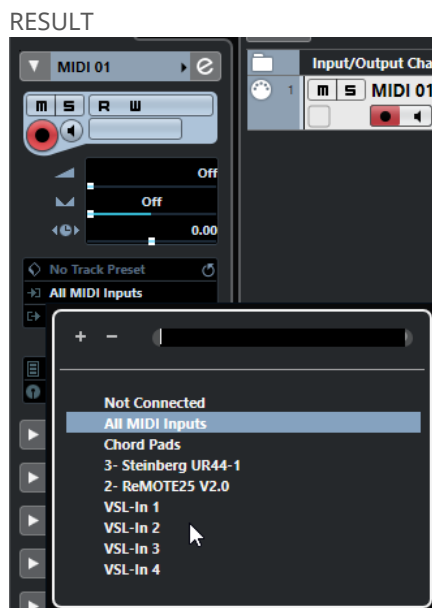 RESULT
MIDI 01
e
m S R W
Off
Off
0.00
No Track Preset
All MIDI Inputs
Input/Output Cha
1 m S MIDI 01
+ -
Not Connected
All MIDI Inputs
Chord Pads
3- Steinberg UR44-1
2- ReMOTE25 V2.0
VSL-In 1
VSL-In 2
VSL-In 3
VSL-In 4